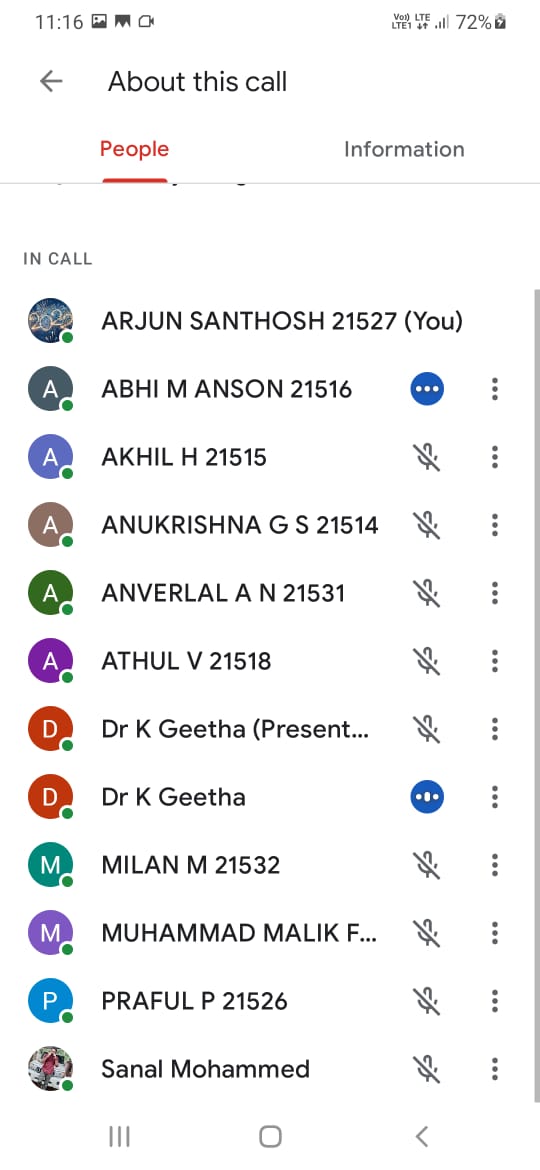 11:16 Vo) LTE 72%
LTE1
About this call
People Information
IN CALL
ARJUN SANTHOSH 21527 (You)
A ABHI M ANSON 21516
A AKHIL H 21515
A ANUKRISHNA G S 21514
A ANVERLAL A N 21531
A ATHUL V 21518
D Dr K Geetha (Present...
D Dr K Geetha
M MILAN M 21532
M MUHAMMAD MALIK F...
P PRAFUL P 21526
Sanal Mohammed